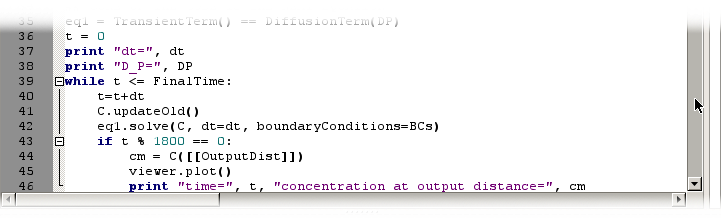 35 eq1 = TransientTerm() == DiffusionTerm(DP)
36 t = 0
37 print "dt=", dt
38 print "D_P=", DP
39 while t <= FinalTime:
40     t=t+dt
41     C.updateOld()
42     eq1.solve(C, dt=dt, boundaryConditions=BCs)
43     if t % 1800 == 0:
44         cm = C([[OutputDist]])
45         viewer.plot()
46         print "time=", t, "concentration at output distance=", cm